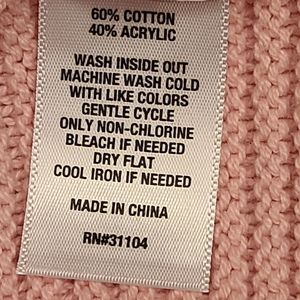 60% COTTON
40% ACRYLIC
WASH INSIDE OUT
MACHINE WASH COLD
WITH LIKE COLORS
GENTLE CYCLE
ONLY NON-CHLORINE
BLEACH IF NEEDED
DRY FLAT
COOL IRON IF NEEDED
MADE IN CHINA
RN#31104